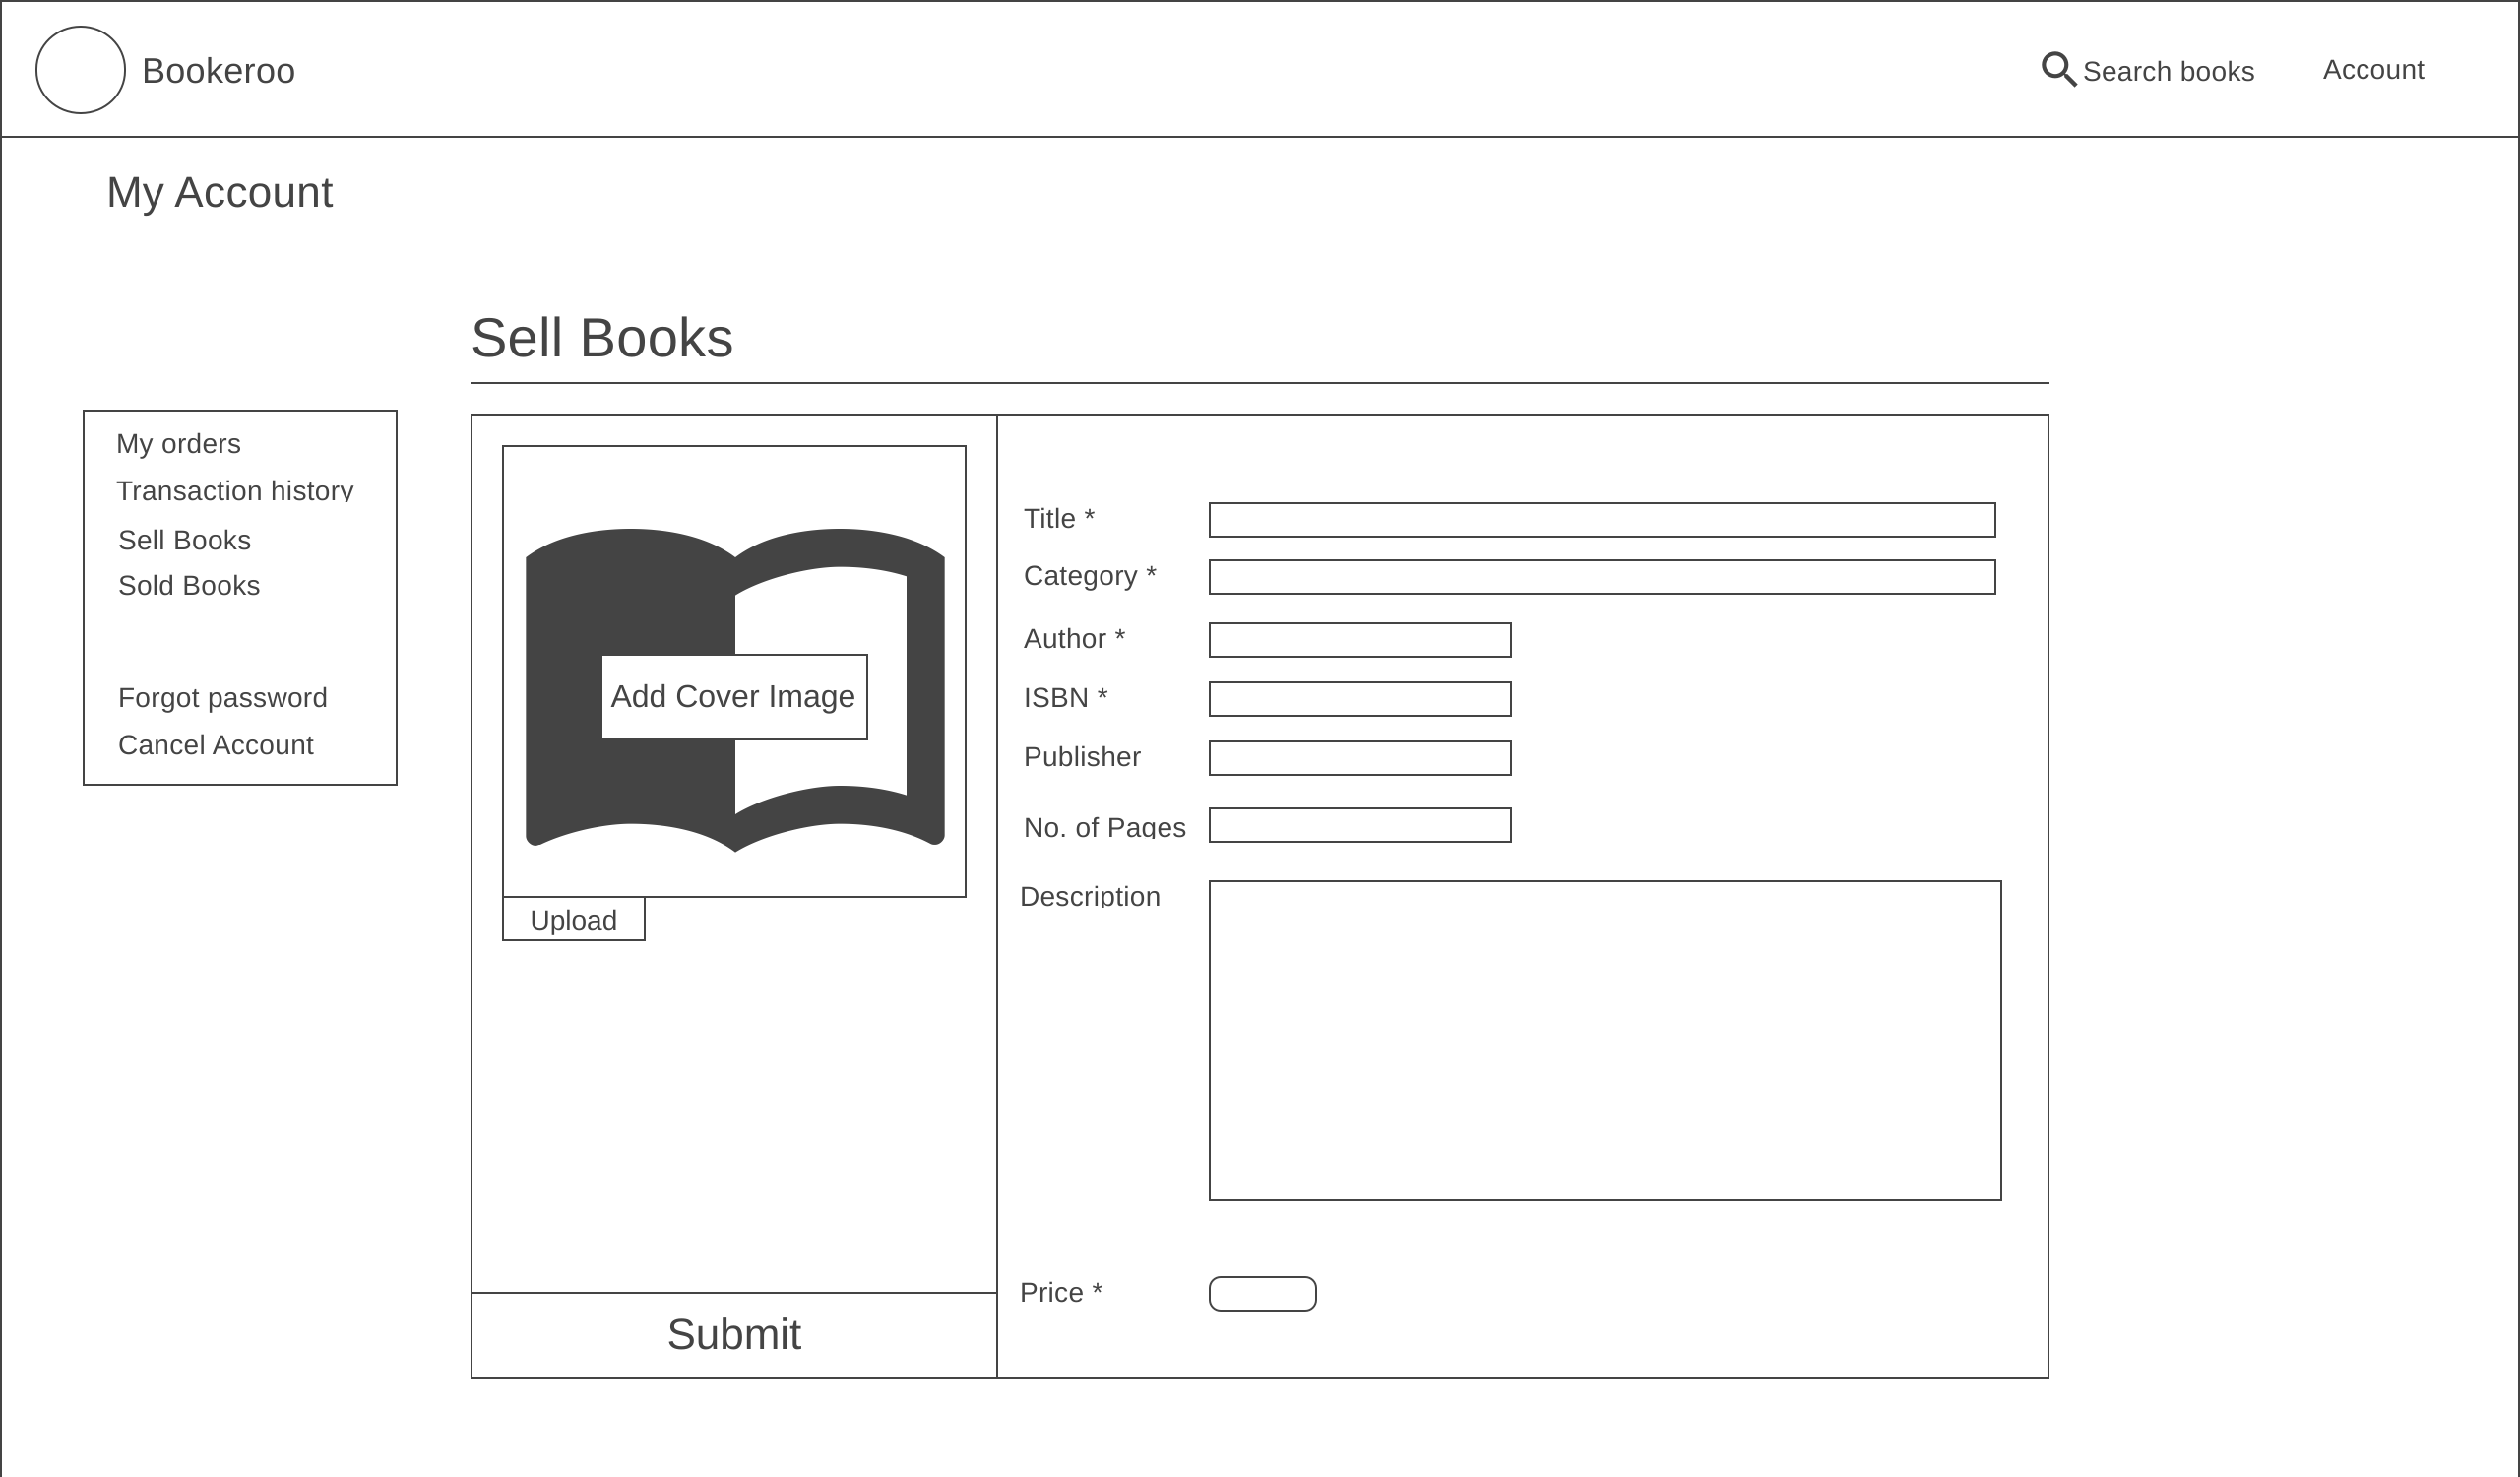 Bookeroo
Search books
Account
My Account
Sell Books
My orders
Transaction history
Sell Books
Sold Books
Forgot password
Cancel Account
Add Cover Image
Upload
Submit
Title *
Category *
Author *
ISBN *
Publisher
No. of Pages
Description
Price *